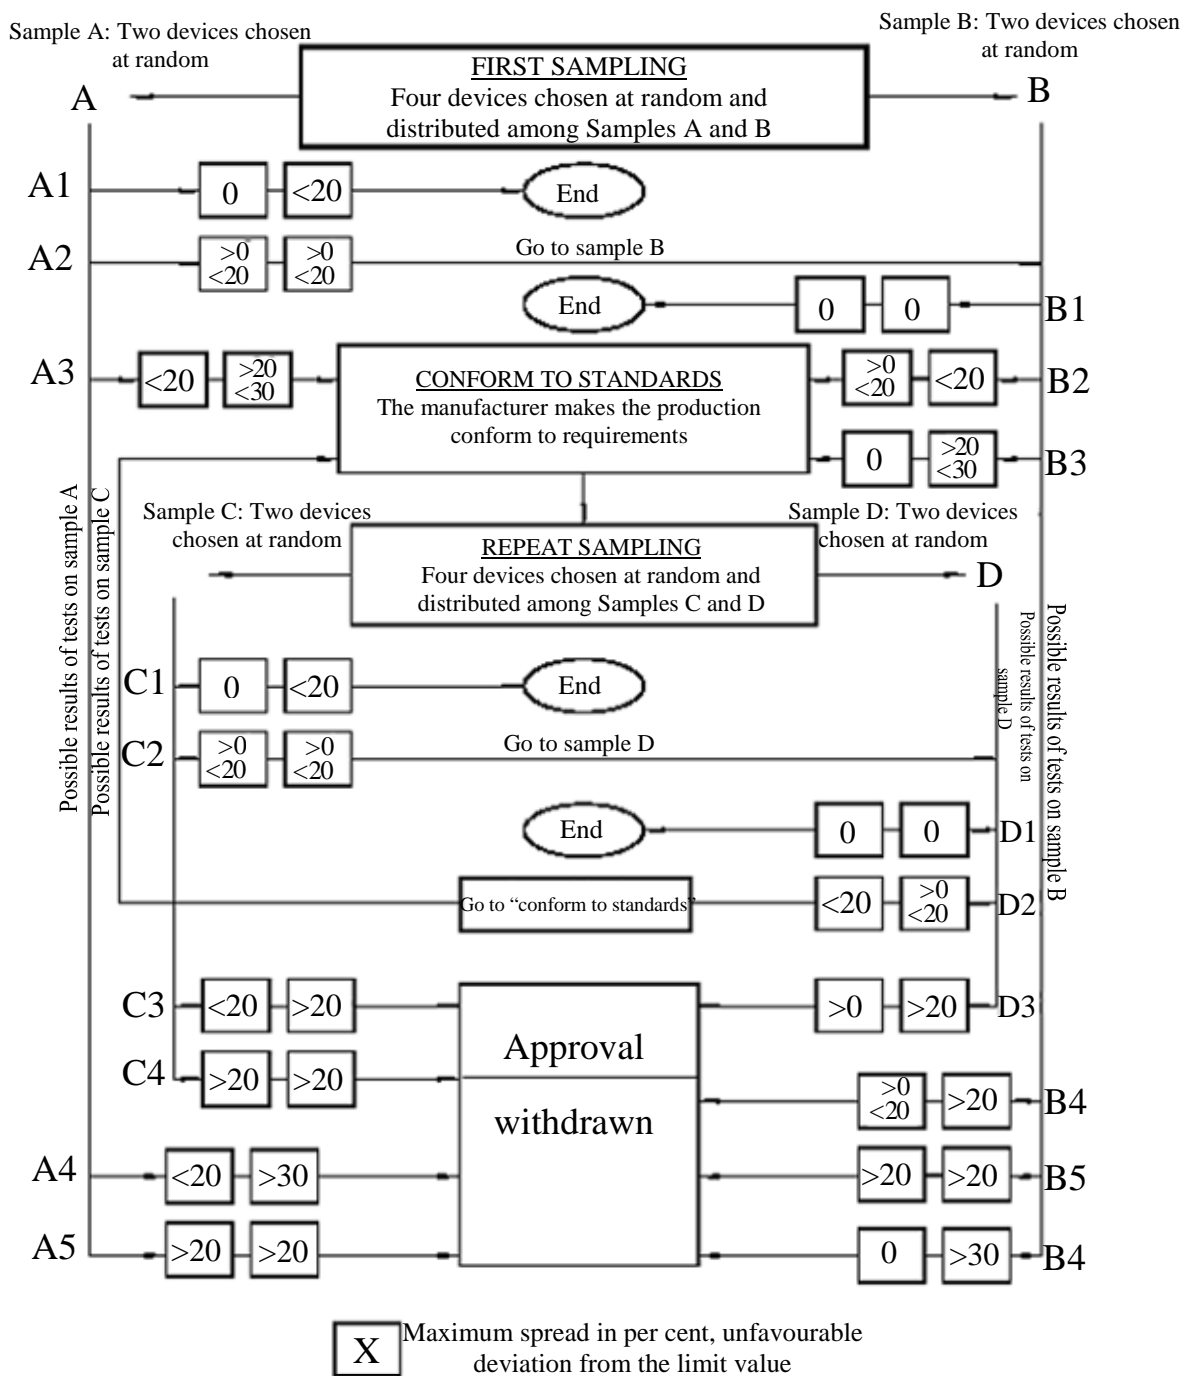 Sample A: Two devices chosen
at random
Sample B: Two devices chosen
at random
FIRST SAMPLING
Four devices chosen at random and
distributed among Samples A and B
A
B
A1
0
<20
End
A2
>0
<20
>0
<20
Go to sample B
End
0
0
B1
A3
<20
>20
<30
CONFORM TO STANDARDS
The manufacturer makes the production
conform to requirements
>0
<20
<20
B2
0
>20
<30
B3
Sample C: Two devices
chosen at random
Sample D: Two devices
chosen at random
REPEAT SAMPLING
Four devices chosen at random and
distributed among Samples C and D
D
Possible results of tests on sample A
Possible results of tests on sample C
Possible results of tests on
sample D
Possible results of tests on sample B
C1
0
<20
End
C2
>0
<20
>0
<20
Go to sample D
End
0
0
D1
Go to “conform to standards”
<20
>0
<20
D2
C3
<20
>20
Approval
withdrawn
>0
>20
D3
C4
>20
>20
>0
<20
>20
B4
A4
<20
>30
>20
>20
B5
A5
>20
>20
0
>30
B4
X
Maximum spread in per cent, unfavourable
deviation from the limit value